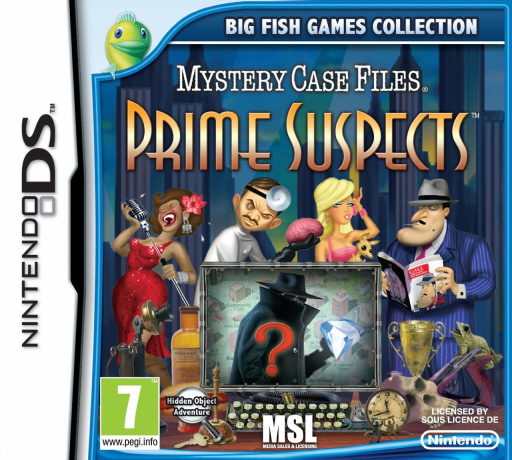 BIG FISH GAMES COLLECTION
MYSTERY CASE FILES®
PRIME SUSPECTS™
NINTENDO DS™
7
www.pegi.info
Hidden Object
Adventure
?
MSL
MEDIA SALES & LICENSING
LICENSED BY
SOUS LICENCE DE
Nintendo